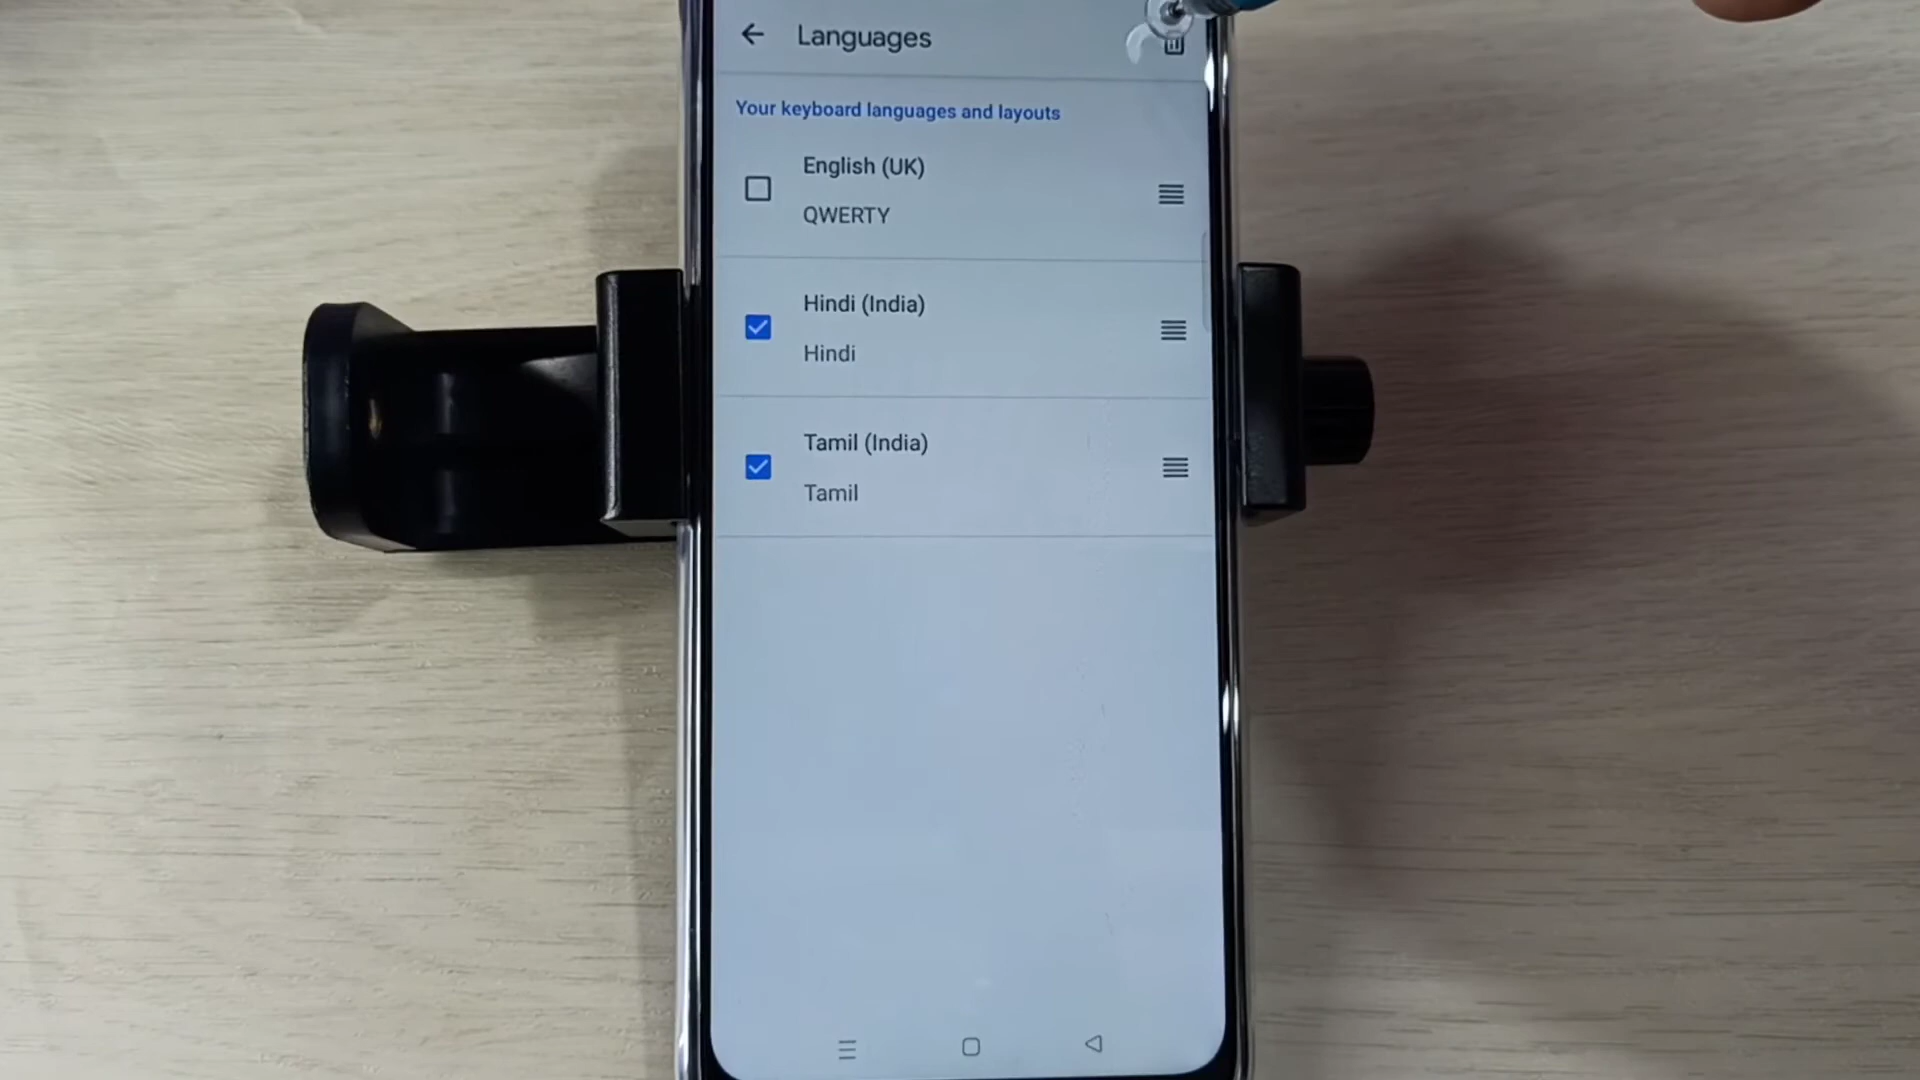 Languages
Your keyboard languages and layouts
English (UK)
QWERTY
Hindi (India)
Hindi
Tamil (India)
Tamil